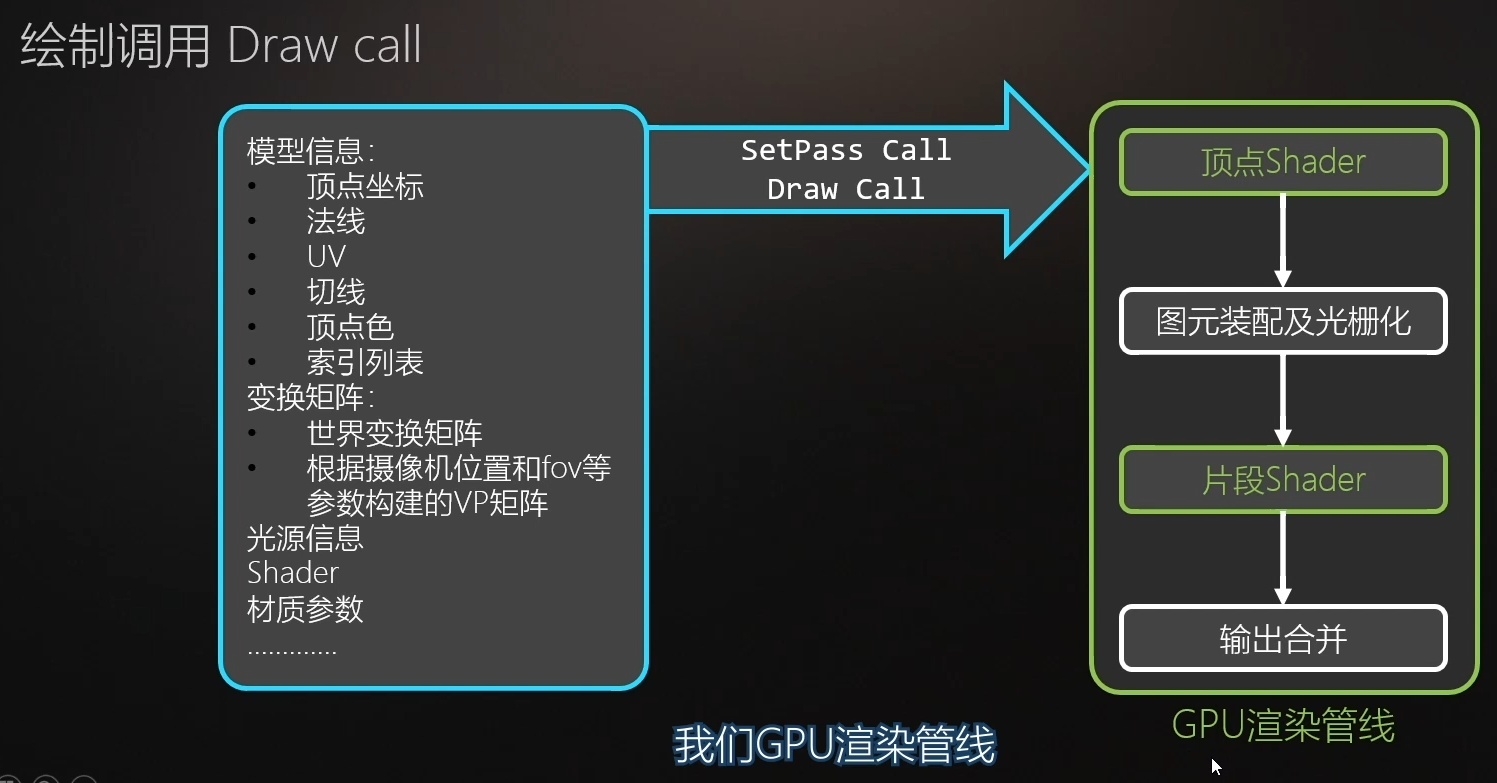 绘制调用 Draw call
模型信息：
• 顶点坐标
• 法线
• UV
• 切线
• 顶点色
• 索引列表
变换矩阵：
• 世界变换矩阵
• 根据摄像机位置和fov等
参数构建的VP矩阵
光源信息
Shader
材质参数
.............
SetPass Call
Draw Call
顶点Shader
图元装配及光栅化
片段Shader
输出合并
GPU渲染管线
我们GPU渲染管线